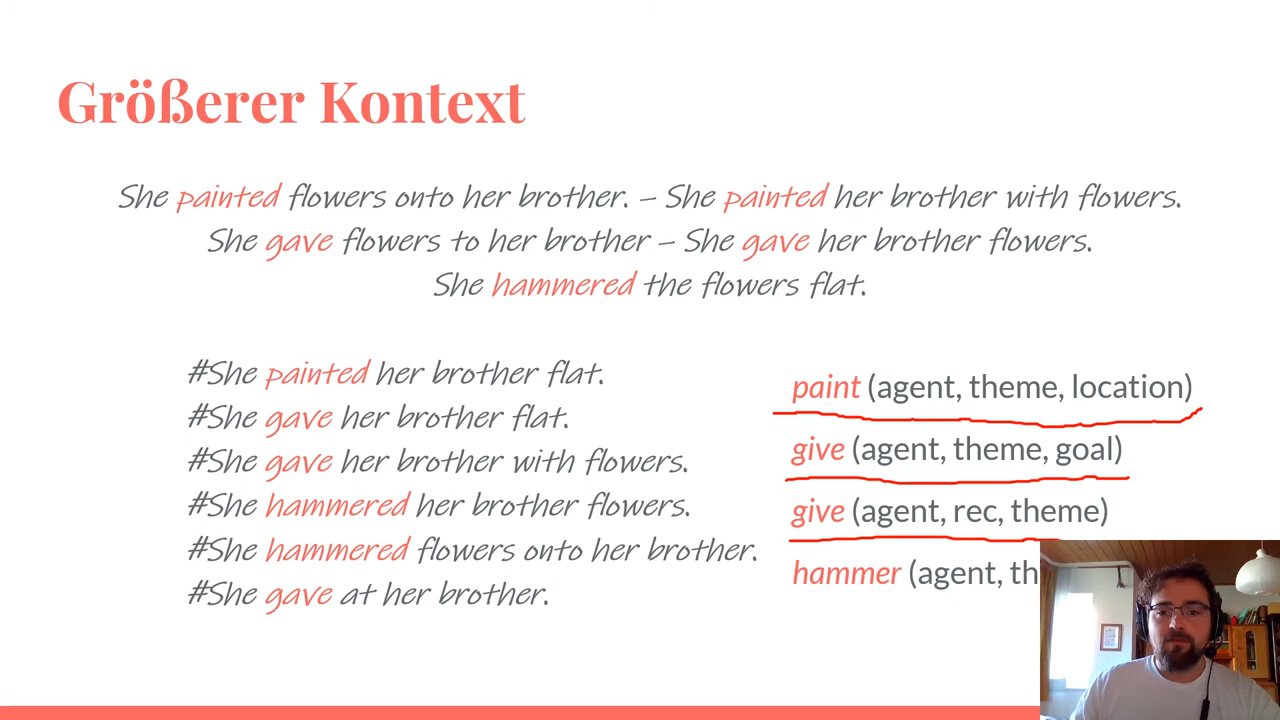 Größerer Kontext
She painted flowers onto her brother. – She painted her brother with flowers.
She gave flowers to her brother – She gave her brother flowers.
She hammered the flowers flat.
#She painted her brother flat.
#She gave her brother flat.
#She gave her brother with flowers.
#She hammered her brother flowers.
#She hammered flowers onto her brother.
#She gave at her brother.
paint (agent, theme, location)
give (agent, theme, goal)
give (agent, rec, theme)
hammer (agent,